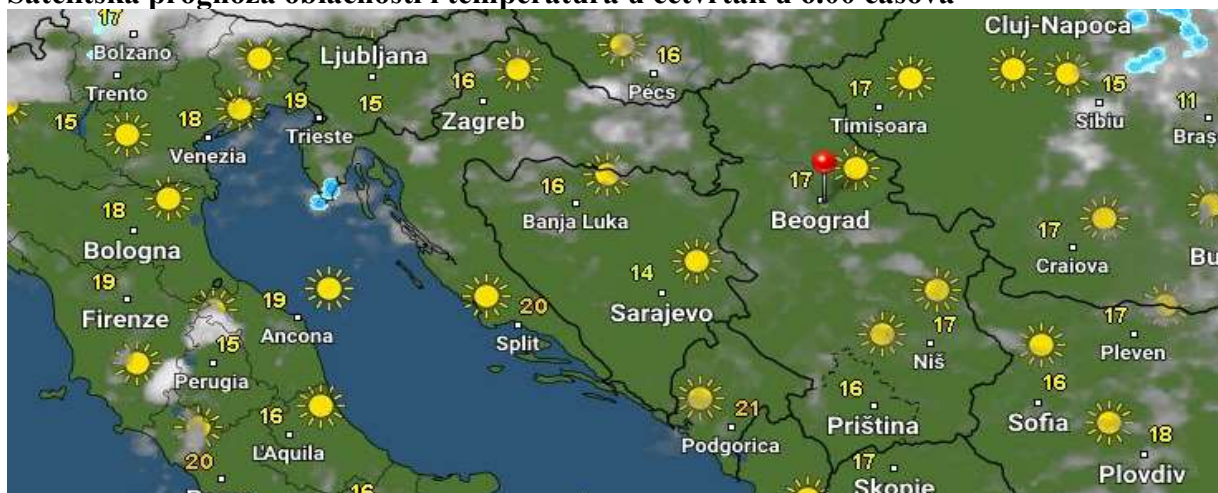 Satelitska prognoza oblačnosti i temperatura u četvrtak u 8.00 časova
17
Bolzano
Ljubljana
Cluj-Napoca
16
16
Pécs
Trento
15
Zagreb
17
Timișoara
15
Sibiu
11
15
18
Venezia
19
Trieste
16
Banja Luka
17
Beograd
18
Bologna
17
Craiova
14
Sarajevo
19
Firenze
19
Ancona
20
Split
17
Niš
17
Pleven
15
Perugia
16
Priština
16
Sofia
16
L'Aquila
21
Podgorica
18
Plovdiv
20
16
17
Skopje